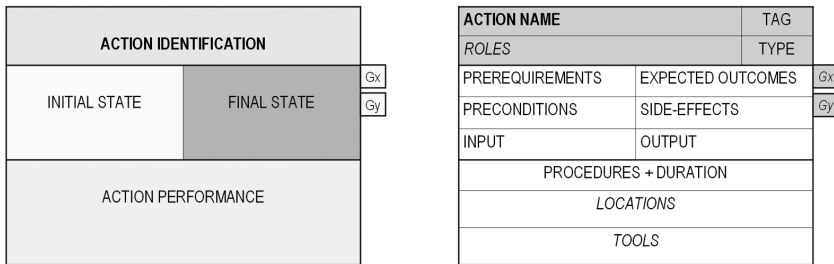 ACTION IDENTIFICATION
INITIAL STATE FINAL STATE
Gx
Gy
ACTION PERFORMANCE
ACTION NAME TAG
ROLES TYPE
PREREQUIREMENTS EXPECTED OUTCOMES Gx
PRECONDITIONS SIDE-EFFECTS Gy
INPUT OUTPUT
PROCEDURES + DURATION
LOCATIONS
TOOLS